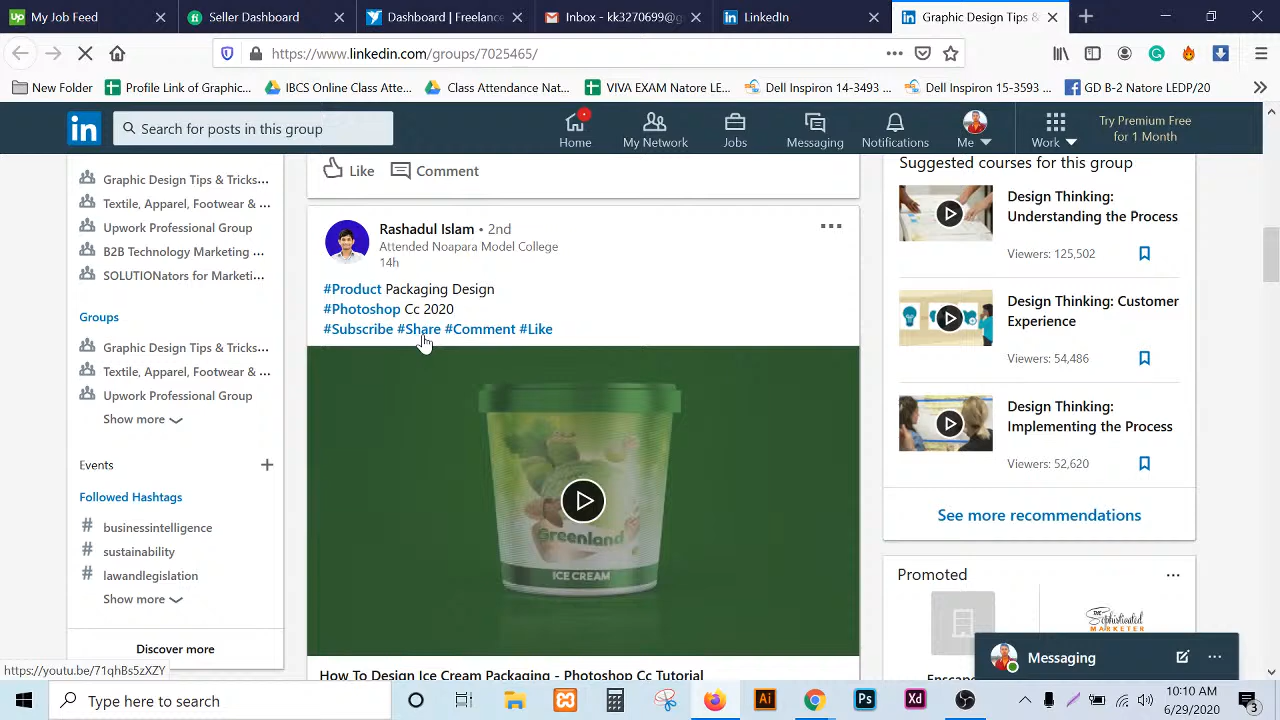 My Job Feed
Seller Dashboard
Dashboard | Freelance
Inbox - kk3270699@g
LinkedIn
Graphic Design Tips &
https://www.linkedin.com/groups/7025465/
New Folder
Profile Link of Graphic...
IBCS Online Class Atte...
Class Attendance Nat...
VIVA EXAM Natore LE...
Dell Inspiron 14-3493 ...
Dell Inspiron 15-3593 ...
GD B-2 Natore LEDP/20
Search for posts in this group
Home
My Network
Jobs
Messaging
Notifications
Me
Work
Try Premium Free
for 1 Month
Graphic Design Tips & Tricks...
Textile, Apparel, Footwear & ...
Upwork Professional Group
B2B Technology Marketing ...
SOLUTIONators for Marketi...
Groups
Graphic Design Tips & Tricks...
Textile, Apparel, Footwear & ...
Upwork Professional Group
Show more
Events
Followed Hashtags
# businessintelligence
# sustainability
# lawandlegislation
Show more
Discover more
https://youtu.be/71qhBs5zXZY
Like
Comment
Rashadul Islam • 2nd
Attended Noapara Model College
14h
#Product Packaging Design
#Photoshop Cc 2020
#Subscribe #Share #Comment #Like
Greenland
ICE CREAM
How To Design Ice Cream Packaging - Photoshop Cc Tutorial
Suggested courses for this group
Design Thinking:
Understanding the Process
Viewers: 125,502
Design Thinking: Customer
Experience
Viewers: 54,486
Design Thinking:
Implementing the Process
Viewers: 52,620
See more recommendations
Promoted
THE
Sophisticated
MARKETER
Messaging
Type here to search
10:10 AM
6/29/2020
3